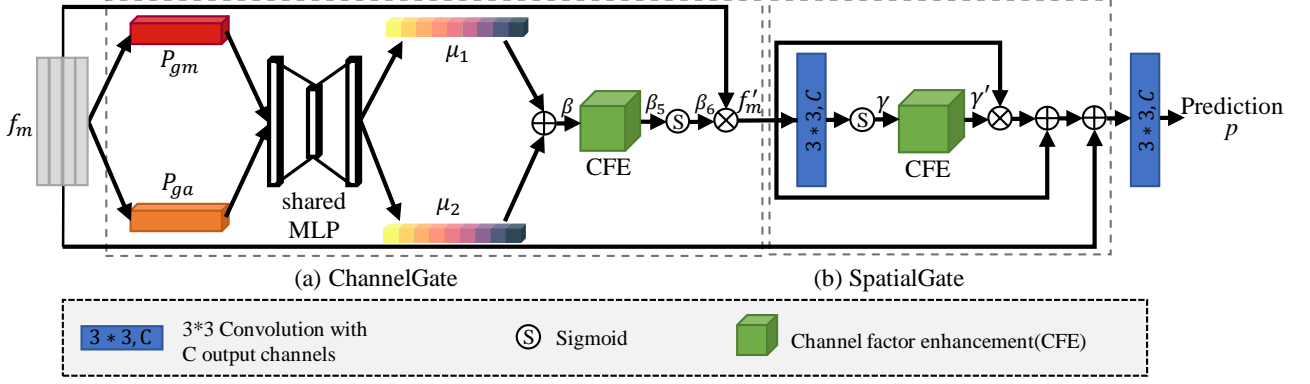 f_m
P_gm
P_ga
shared
MLP
μ_1
μ_2
β
CFE
β_5
S
β_6
f'_m
3 * 3, C
S
γ
CFE
γ'
3 * 3, C
Prediction
p
(a) ChannelGate
(b) SpatialGate
3 * 3, C
3*3 Convolution with
C output channels
S
Sigmoid
Channel factor enhancement(CFE)